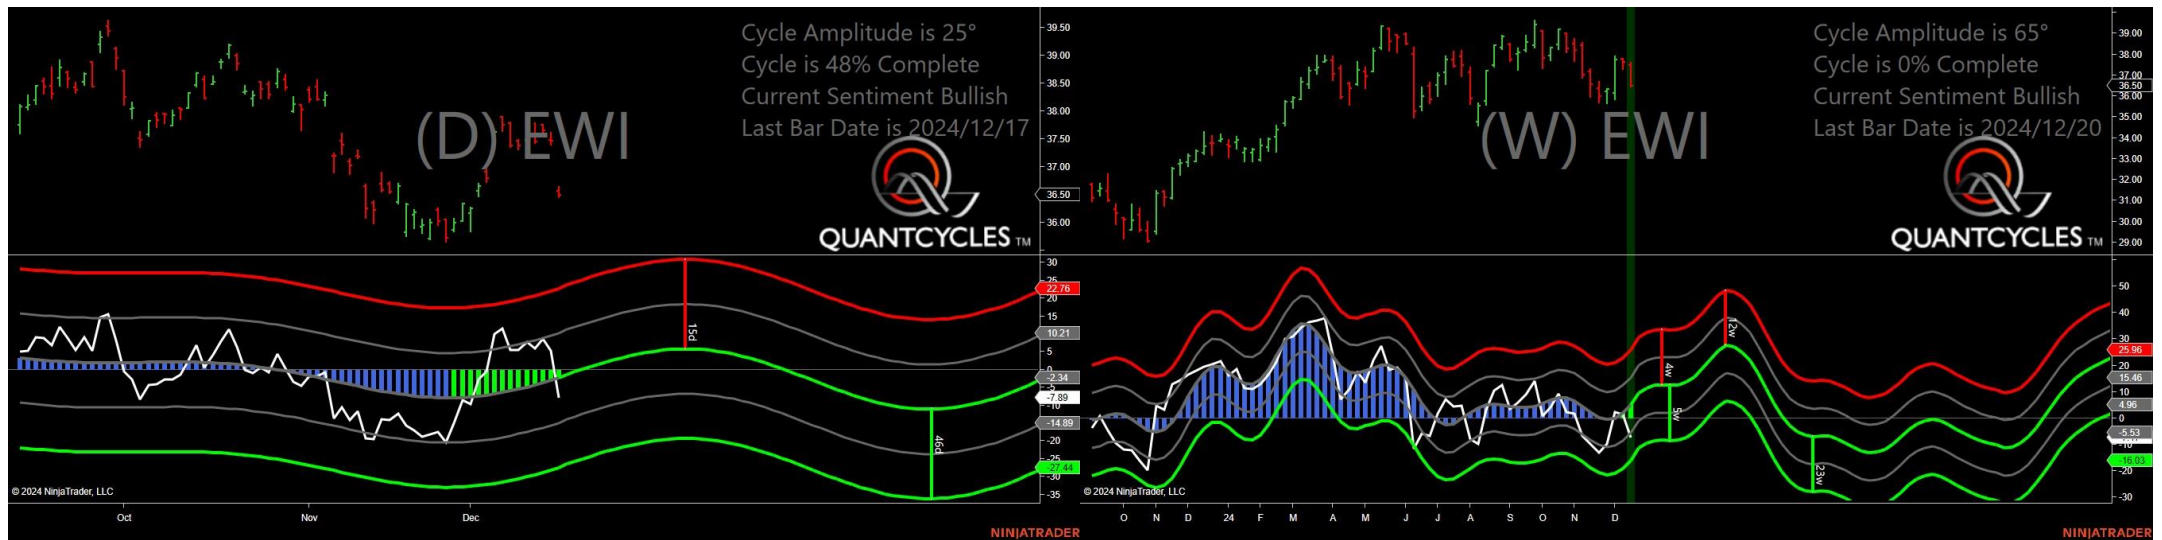 Cycle Amplitude is 25°
Cycle is 48% Complete
Current Sentiment Bullish
Last Bar Date is 2024/12/17
(D) EWI
QUANTCYCLES TM
39.50
39.00
38.50
38.00
37.50
37.00
36.50
36.00
30
25
22.76
20
15
10.21
5
0
-2.34
-5
-7.89
-10
-14.89
-20
-25
-27.44
-30
-35
15d
46d
© 2024 NinjaTrader, LLC
Oct Nov Dec
NINJATRADER
Cycle Amplitude is 65°
Cycle is 0% Complete
Current Sentiment Bullish
Last Bar Date is 2024/12/20
(W) EWI
QUANTCYCLES TM
39.00
38.00
37.00
36.50
36.00
35.00
34.00
33.00
32.00
31.00
30.00
29.00
50
40
30
25.96
20
15.46
4.96
0
-5.53
-10
-16.03
-20
-30
4w
5w
12w
23w
© 2024 NinjaTrader, LLC
O N D 24 F M A M J J A S O N D
NINJATRADER